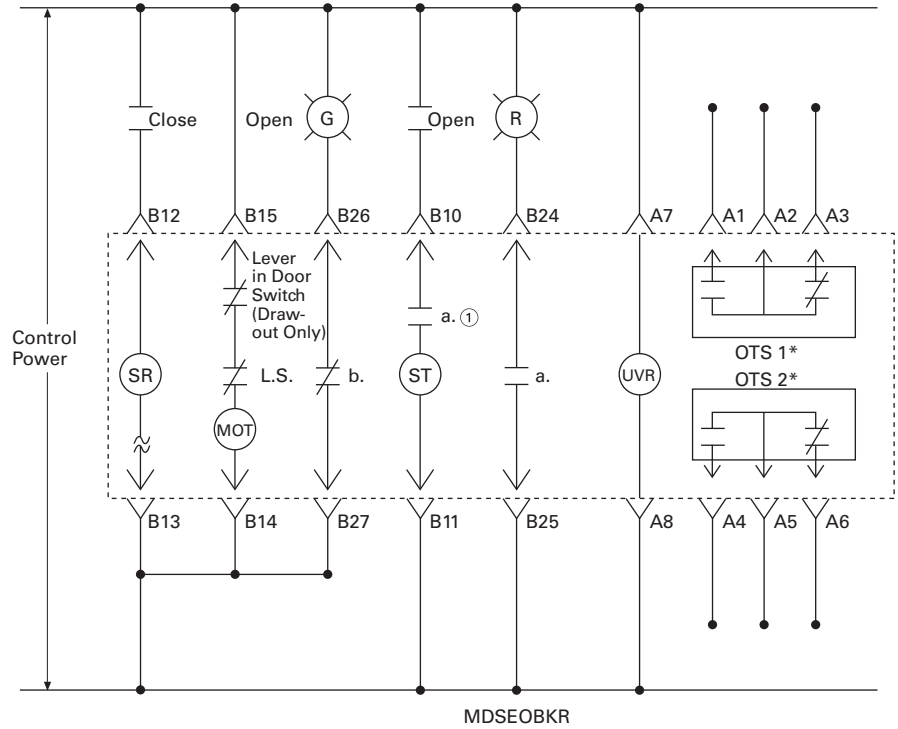 Close
Open
G
Open
R
B12
B15
B26
B10
B24
A7
A1
A2
A3
Lever
in Door
Switch
(Draw-
out Only)
a. ①
Control
Power
SR
L.S.
b.
ST
a.
UVR
OTS 1*
OTS 2*
MOT
B13
B14
B27
B11
B25
A8
A4
A5
A6
MDSEOBKR